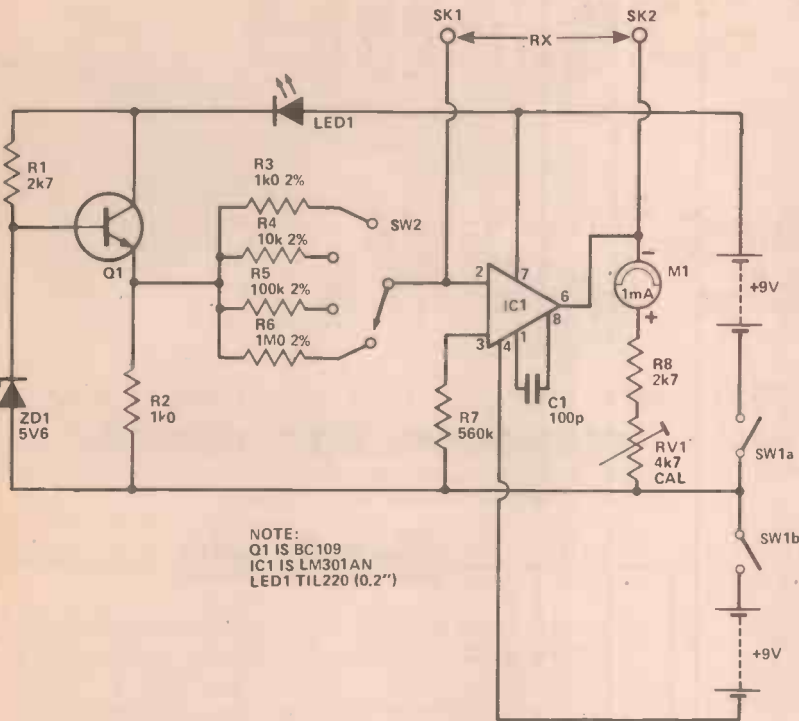 SK1
SK2
RX
LED1
R1
2k7
R3
1k0 2%
R4
10k 2%
SW2
Q1
R5
100k 2%
R6
1M0 2%
2
7
IC1
6
8
3
4
1
M1
1mA
−
+
+9V
ZD1
5V6
R2
1k0
R7
560k
C1
100p
R8
2k7
RV1
4k7
CAL
SW1a
SW1b
+9V
NOTE:
Q1 IS BC109
IC1 IS LM301AN
LED1 TIL220 (0.2″)